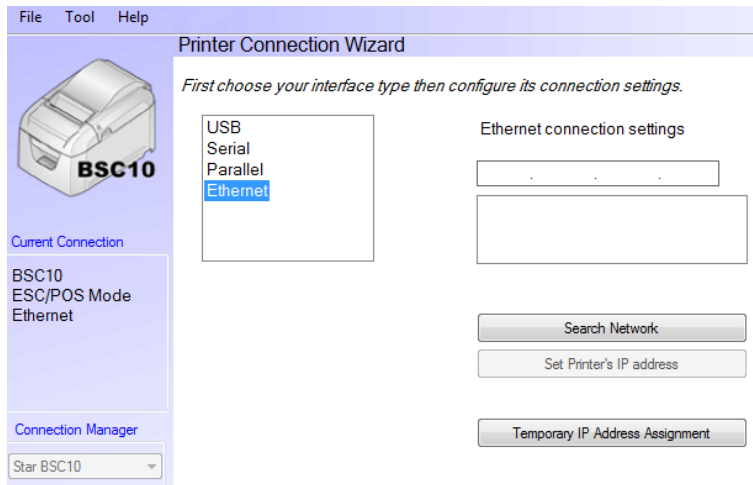 File Tool Help
Printer Connection Wizard
First choose your interface type then configure its connection settings.
BSC10
USB
Serial
Parallel
Ethernet
Ethernet connection settings
. . .
Current Connection
BSC10
ESC/POS Mode
Ethernet
Search Network
Set Printer's IP address
Connection Manager
Star BSC10
Temporary IP Address Assignment